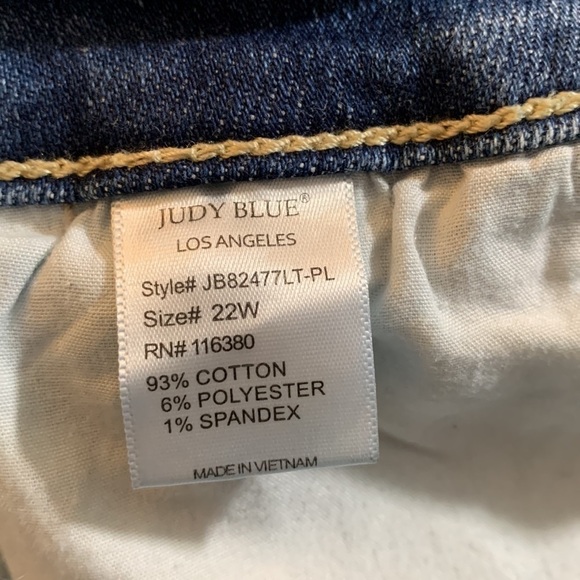 JUDY BLUE®
LOS ANGELES
Style# JB82477LT-PL
Size# 22W
RN# 116380
93% COTTON
6% POLYESTER
1% SPANDEX
MADE IN VIETNAM